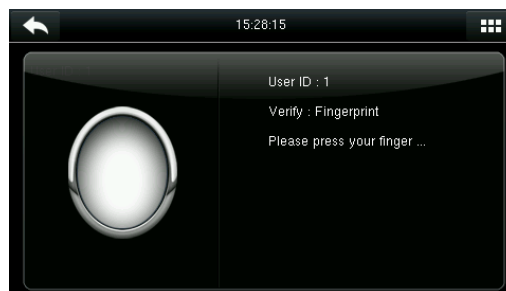 15:28:15
User ID : 1
Verify : Fingerprint
Please press your finger ...